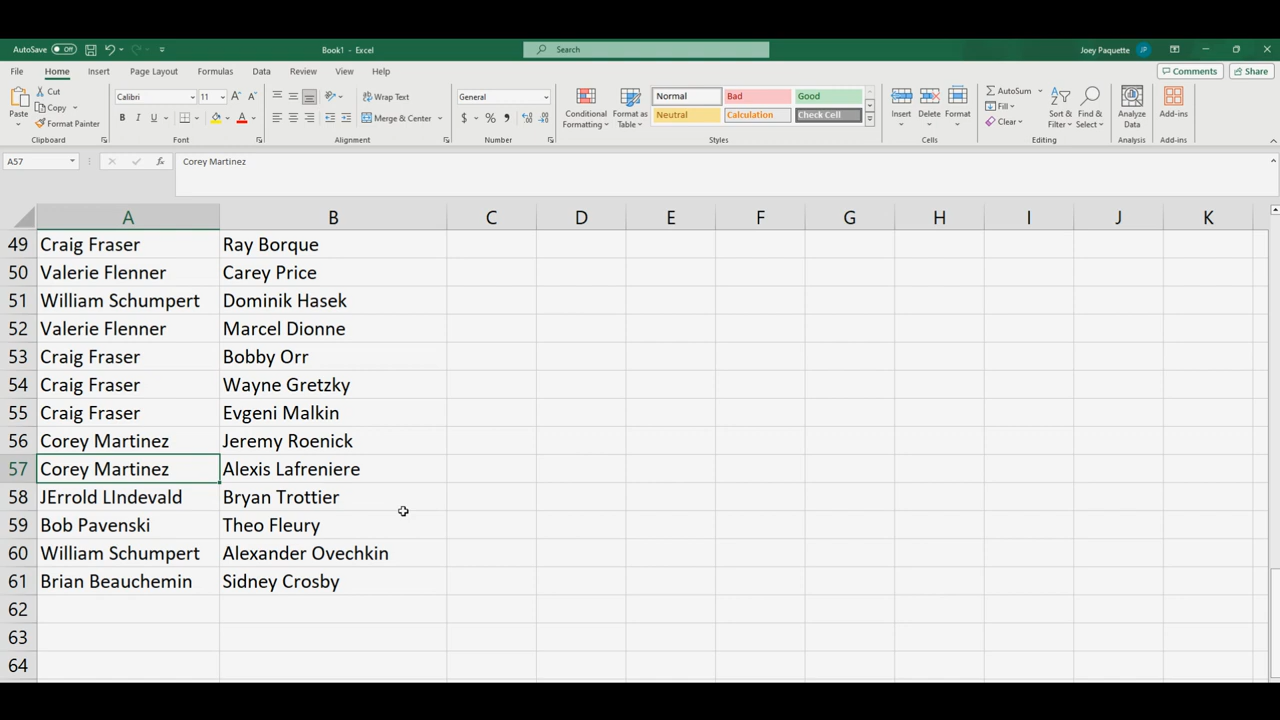 AutoSave Off Book1 - Excel Search Joey Paquette JP
File Home Insert Page Layout Formulas Data Review View Help Comments Share
Paste Cut Copy Format Painter Clipboard
Calibri 11 A A B I U A Font
Wrap Text Merge & Center Alignment
General $ % , Number
Conditional Formatting Format as Table Normal Bad Good Neutral Calculation Check Cell Styles
Insert Delete Format Cells
AutoSum Fill Clear Sort & Filter Find & Select Editing
Analyze Data Analysis
Add-ins Add-ins
A57 fx Corey Martinez
A B C D E F G H I J K
49 Craig Fraser Ray Borque
50 Valerie Flenner Carey Price
51 William Schumpert Dominik Hasek
52 Valerie Flenner Marcel Dionne
53 Craig Fraser Bobby Orr
54 Craig Fraser Wayne Gretzky
55 Craig Fraser Evgeni Malkin
56 Corey Martinez Jeremy Roenick
57 Corey Martinez Alexis Lafreniere
58 JErrold LIndevald Bryan Trottier
59 Bob Pavenski Theo Fleury
60 William Schumpert Alexander Ovechkin
61 Brian Beauchemin Sidney Crosby
62
63
64